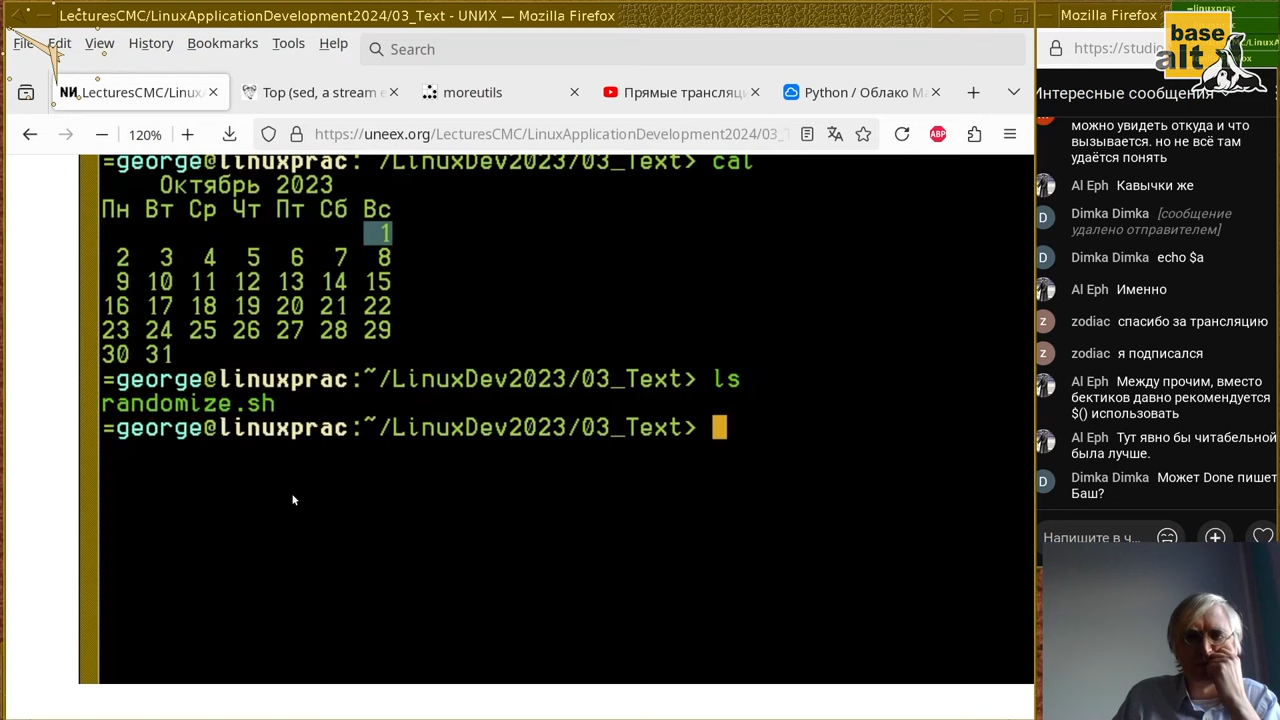 LecturesCMC/LinuxApplicationDevelopment2024/03_Text - UNИX — Mozilla Firefox
File Edit View History Bookmarks Tools Help
Search
LecturesCMC/Linux
Top (sed, a stream e
moreutils
Прямые трансляц
Python / Облако М
120%
https://uneex.org/LecturesCMC/LinuxApplicationDevelopment2024/03_T
ABP
=george@linuxprac:~/LinuxDev2023/03_Text> cal
Октябрь 2023
Пн Вт Ср Чт Пт Сб Вс
1
2 3 4 5 6 7 8
9 10 11 12 13 14 15
16 17 18 19 20 21 22
23 24 25 26 27 28 29
30 31
=george@linuxprac:~/LinuxDev2023/03_Text> ls
randomize.sh
=george@linuxprac:~/LinuxDev2023/03_Text>
Mozilla Firefox
=linuxprac
base
alt
https://studio.
Интересные сообщения
можно увидеть откуда и что
вызывается. но не всё там
удаётся понять
Al Eph Кавычки же
D Dimka Dimka [сообщение
удалено отправителем]
D Dimka Dimka echo $a
Al Eph Именно
z zodiac спасибо за трансляцию
z zodiac я подписался
Al Eph Между прочим, вместо
бектиков давно рекомендуется
$() использовать
Al Eph Тут явно бы читабельной
была лучше.
D Dimka Dimka Может Done пишет
Баш?
Напишите в ч...